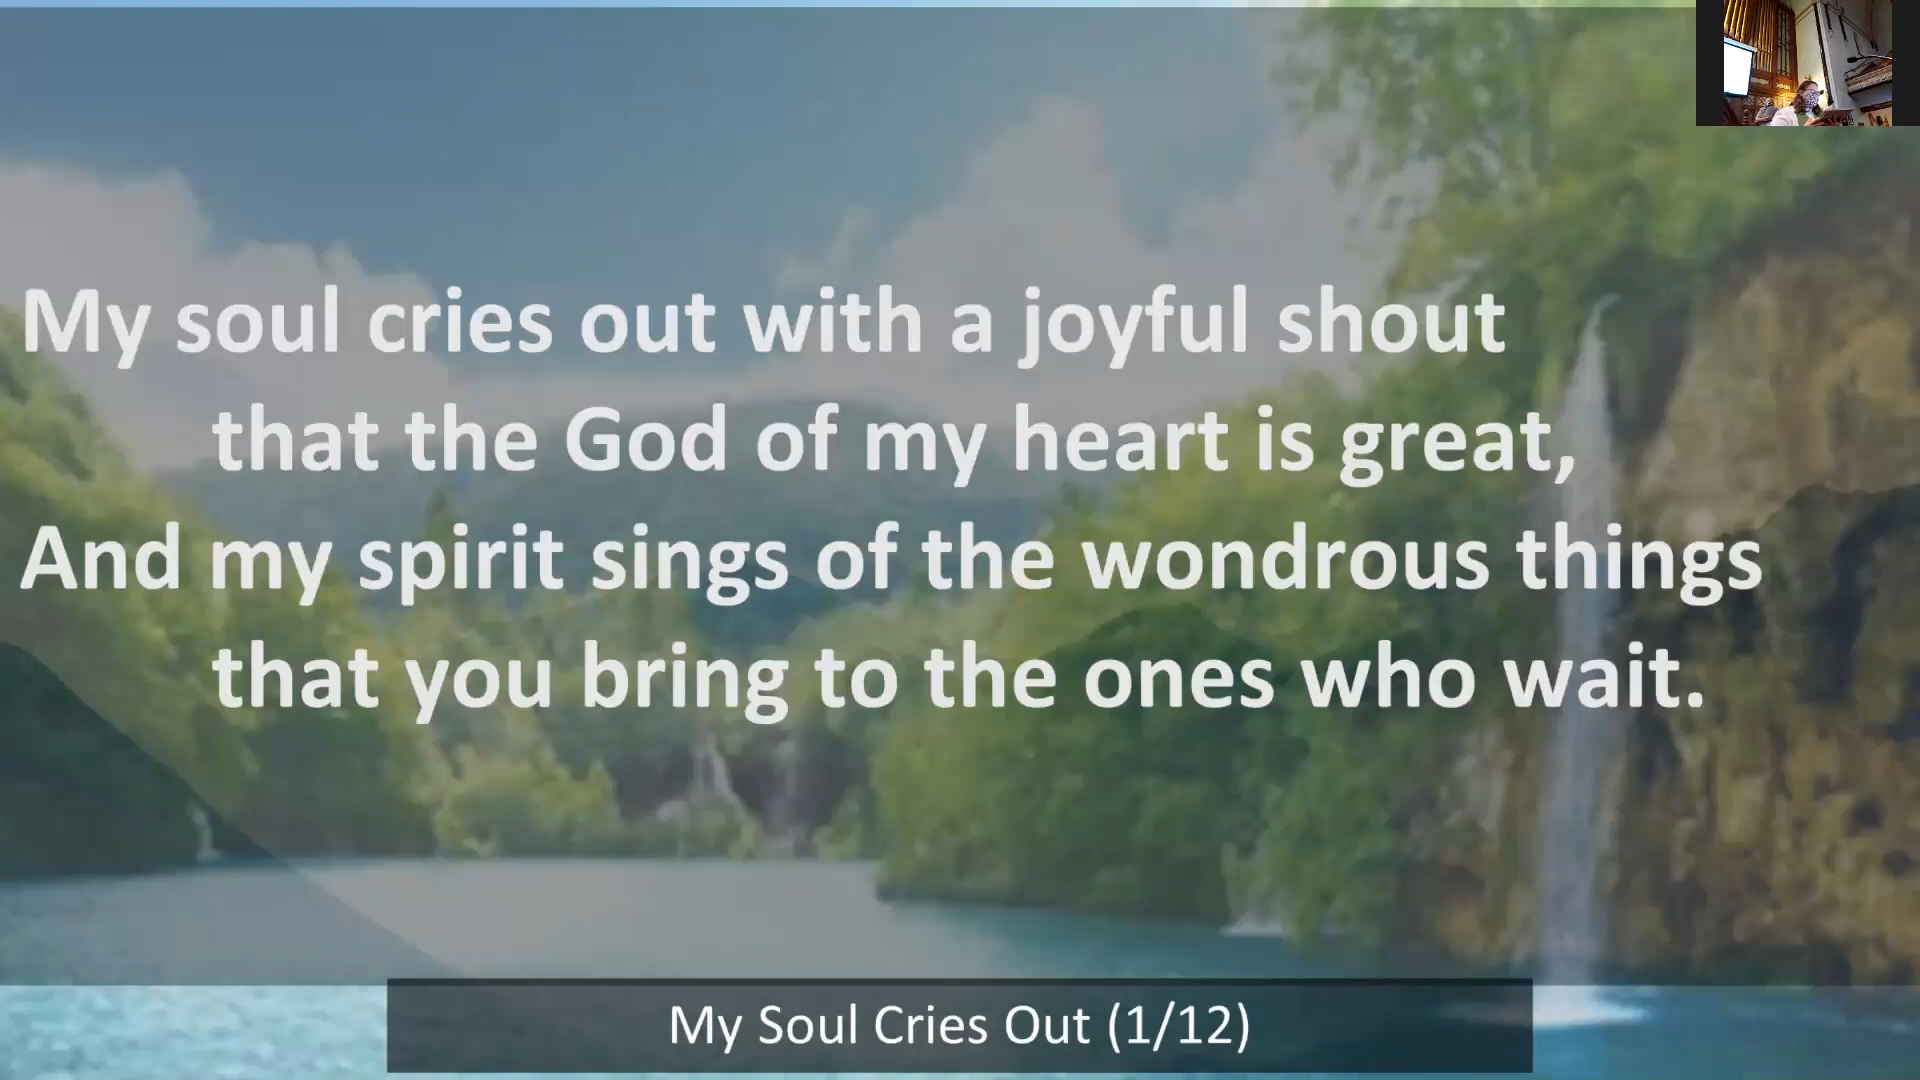 My soul cries out with a joyful shout
that the God of my heart is great,
And my spirit sings of the wondrous things
that you bring to the ones who wait.
My Soul Cries Out (1/12)